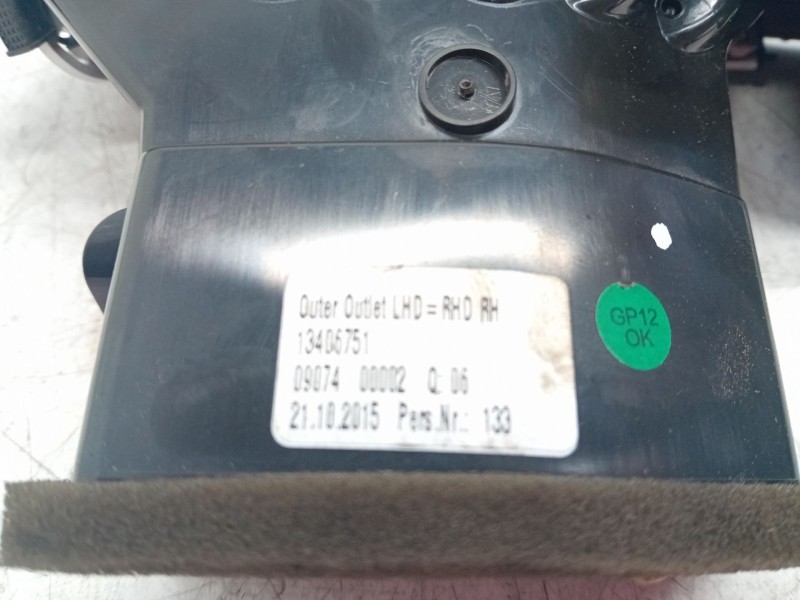 Outer Outlet LHD = RHD RH
13406751
09074 00002 Q: 06
21.10.2015 Pers.Nr.: 133
GP12
OK